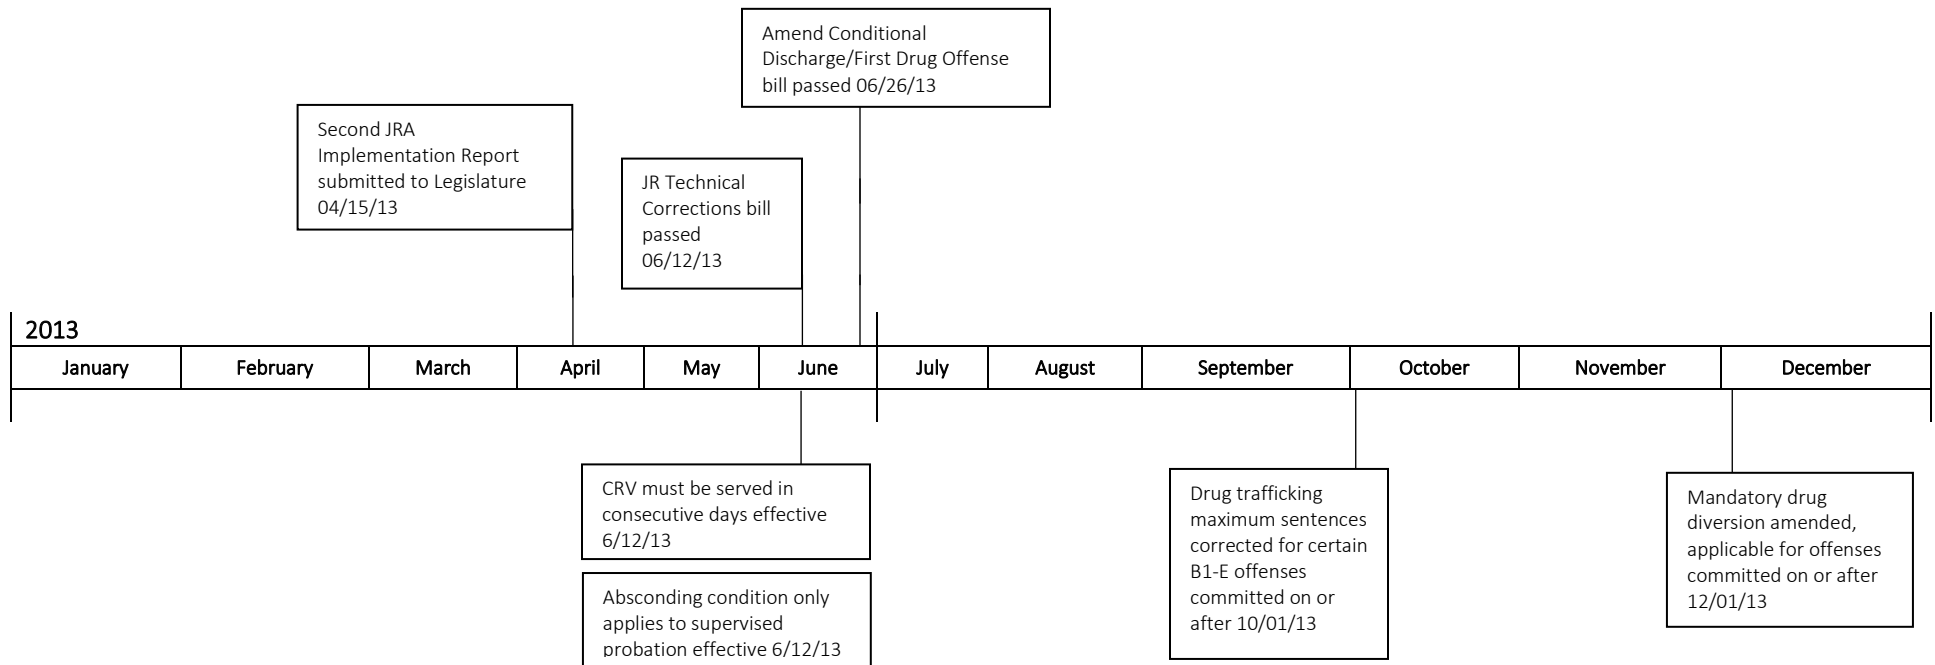 Amend Conditional
Discharge/First Drug Offense
bill passed 06/26/13
Second JRA
Implementation Report
submitted to Legislature
04/15/13
JR Technical
Corrections bill
passed
06/12/13
2013
January February March April May June July August September October November December
CRV must be served in
consecutive days effective
6/12/13
Absconding condition only
applies to supervised
probation effective 6/12/13
Drug trafficking
maximum sentences
corrected for certain
B1-E offenses
committed on or
after 10/01/13
Mandatory drug
diversion amended,
applicable for offenses
committed on or after
12/01/13